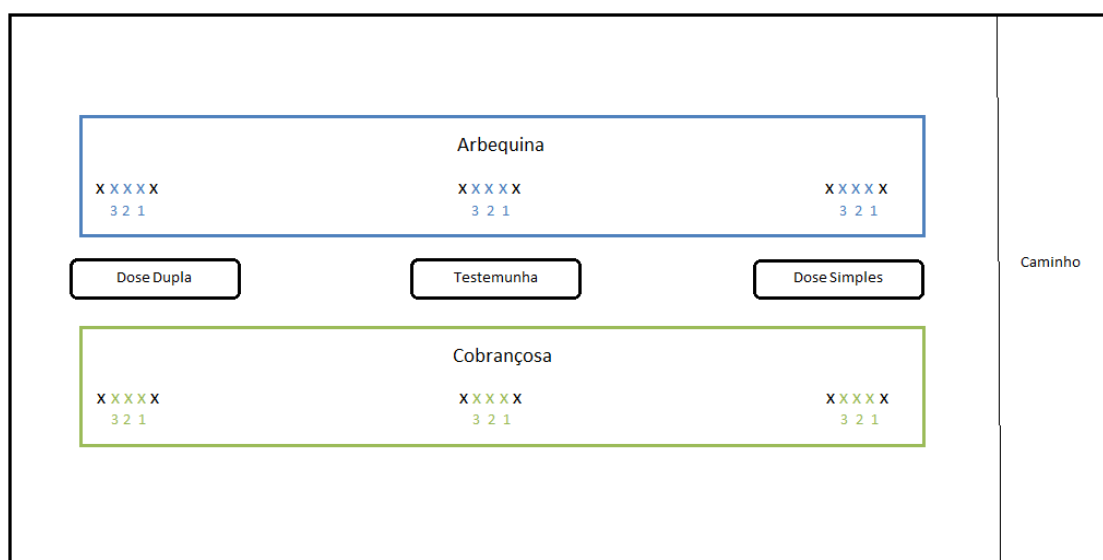 Arbequina
X X X X X X X X X X X X X X X
3 2 1 3 2 1 3 2 1
Dose Dupla Testemunha Dose Simples
Caminho
Cobrançosa
X X X X X X X X X X X X X X X
3 2 1 3 2 1 3 2 1